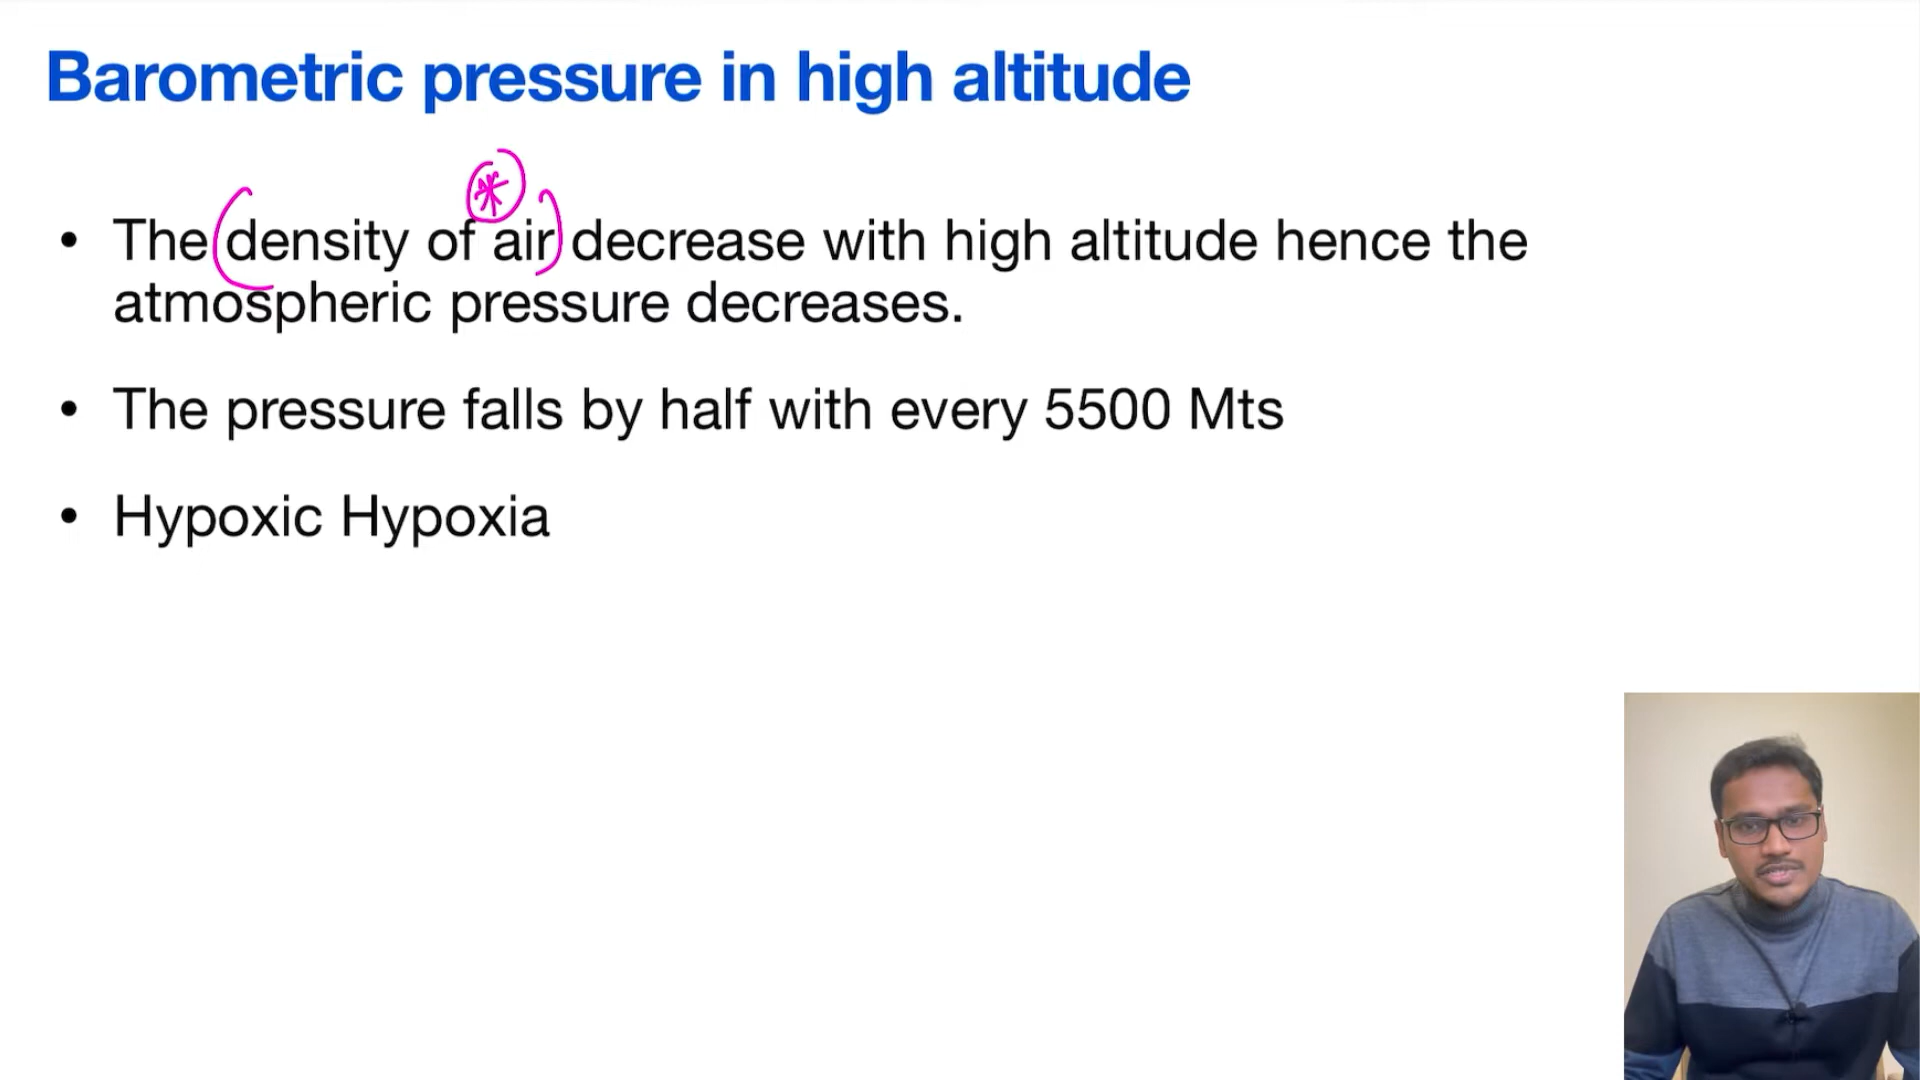 Barometric pressure in high altitude
• The (density of air) decrease with high altitude hence the
atmospheric pressure decreases.
• The pressure falls by half with every 5500 Mts
• Hypoxic Hypoxia